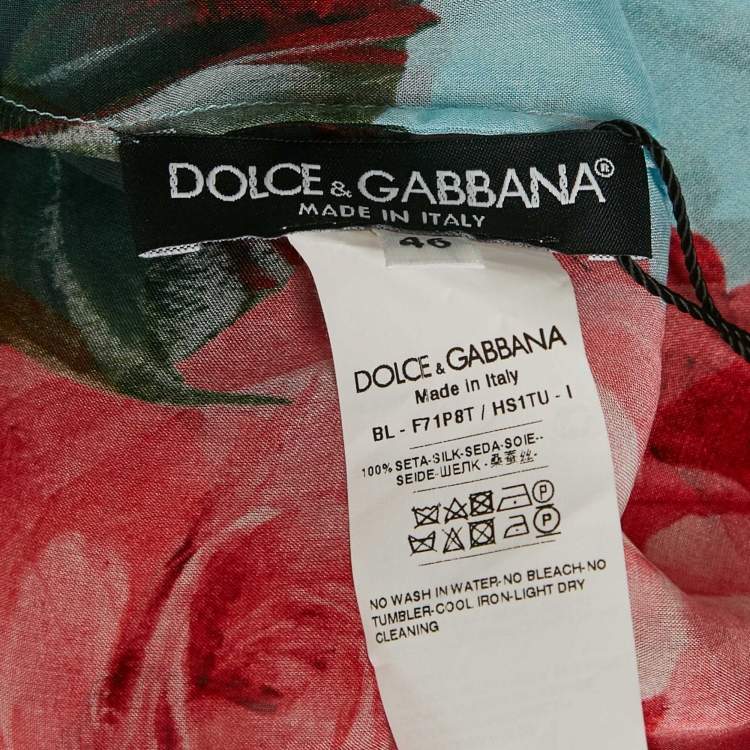 DOLCE & GABBANA®
MADE IN ITALY
46
DOLCE & GABBANA
Made in Italy
BL - F71P8T / HS1TU - I
100% SETA-SILK-SEDA-SOIE--
SEIDE-ШЕЛК - 桑蚕丝-
P
P
NO WASH IN WATER-NO BLEACH-NO
TUMBLER-COOL IRON-LIGHT DRY
CLEANING